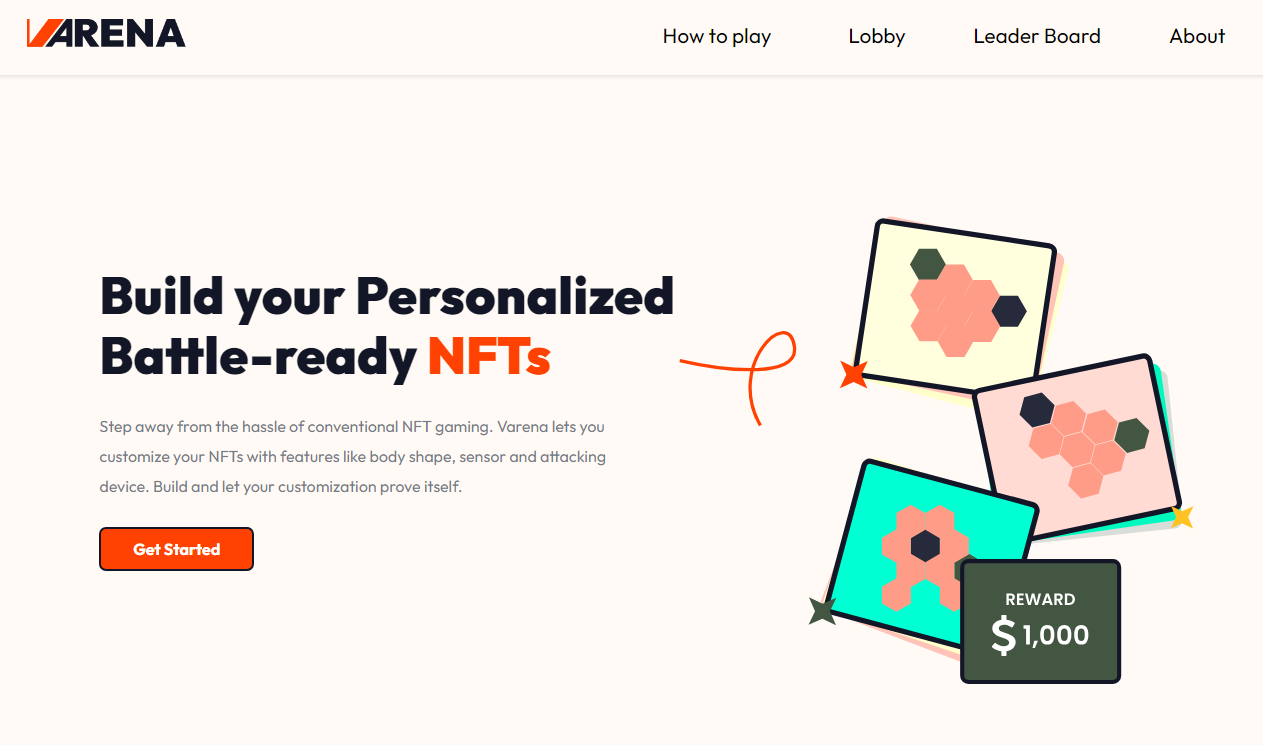 VARENA
How to play
Lobby
Leader Board
About
Build your Personalized
Battle-ready NFTs
Step away from the hassle of conventional NFT gaming. Varena lets you
customize your NFTs with features like body shape, sensor and attacking
device. Build and let your customization prove itself.
Get Started
REWARD
$ 1,000